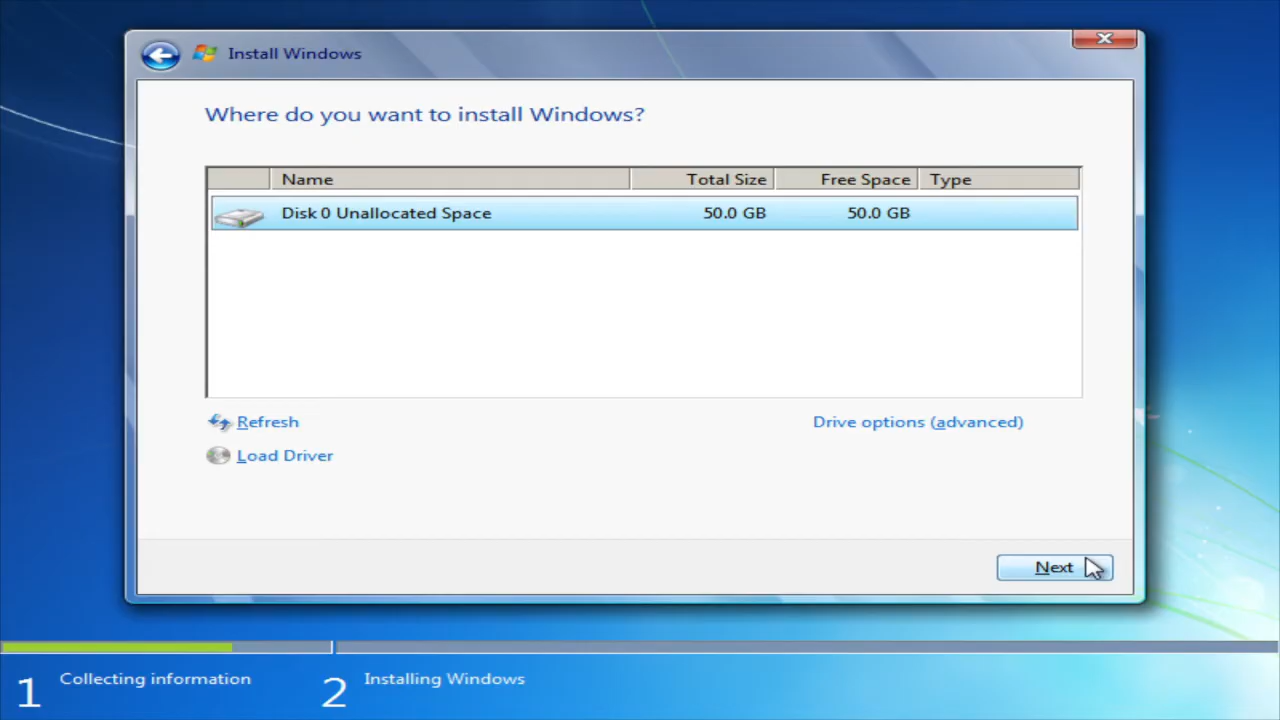 Install Windows
Where do you want to install Windows?
Name Total Size Free Space Type
Disk 0 Unallocated Space 50.0 GB 50.0 GB
Refresh Drive options (advanced)
Load Driver
Next
1 Collecting information 2 Installing Windows